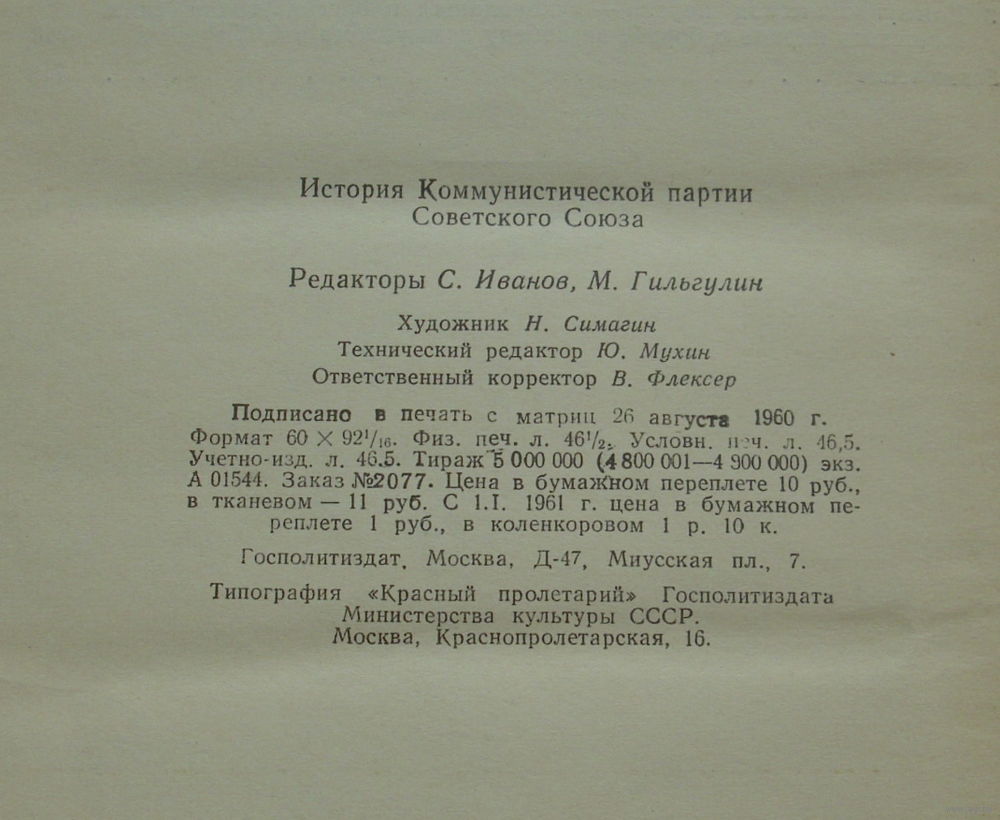 История Коммунистической партии
Советского Союза
Редакторы С. Иванов, М. Гильгулин
Художник Н. Симагин
Технический редактор Ю. Мухин
Ответственный корректор В. Флексер
Подписано в печать с матриц 26 августа 1960 г.
Формат 60 × 92¹/₁₆. Физ. печ. л. 46¹/₂. Условн. печ. л. 46,5.
Учетно-изд. л. 46.5. Тираж 5 000 000 (4 800 001—4 900 000) экз.
А 01544. Заказ №2077. Цена в бумажном переплете 10 руб.,
в тканевом — 11 руб. С 1.I. 1961 г. цена в бумажном пе-
реплете 1 руб., в коленкоровом 1 р. 10 к.
Госполитиздат, Москва, Д-47, Миусская пл., 7.
Типография «Красный пролетарий» Госполитиздата
Министерства культуры СССР.
Москва, Краснопролетарская, 16.